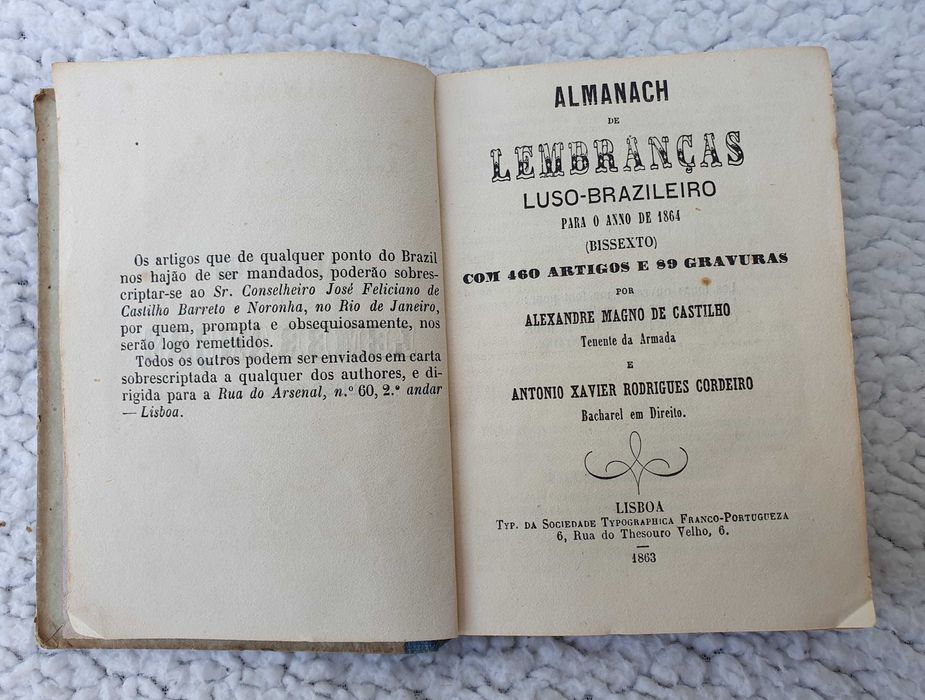 Os artigos que de qualquer ponto do Brazil
nos hajão de ser mandados, poderão sobres-
criptar-se ao Sr. Conselheiro José Feliciano de
Castilho Barreto e Noronha, no Rio de Janeiro,
por quem, prompta e obsequiosamente, nos
serão logo remettidos.
Todos os outros podem ser enviados em carta
sobrescriptada a qualquer dos authores, e di-
rigida para a Rua do Arsenal, n.º 60, 2.º andar
— Lisboa.
ALMANACH
DE
LEMBRANÇAS
LUSO-BRAZILEIRO
PARA O ANNO DE 1864
(BISSEXTO)
COM 460 ARTIGOS E 89 GRAVURAS
POR
ALEXANDRE MAGNO DE CASTILHO
Tenente da Armada
E
ANTONIO XAVIER RODRIGUES CORDEIRO
Bacharel em Direito.
LISBOA
TYP. DA SOCIEDADE TYPOGRAPHICA FRANCO-PORTUGUEZA
6, Rua do Thesouro Velho, 6.
1863